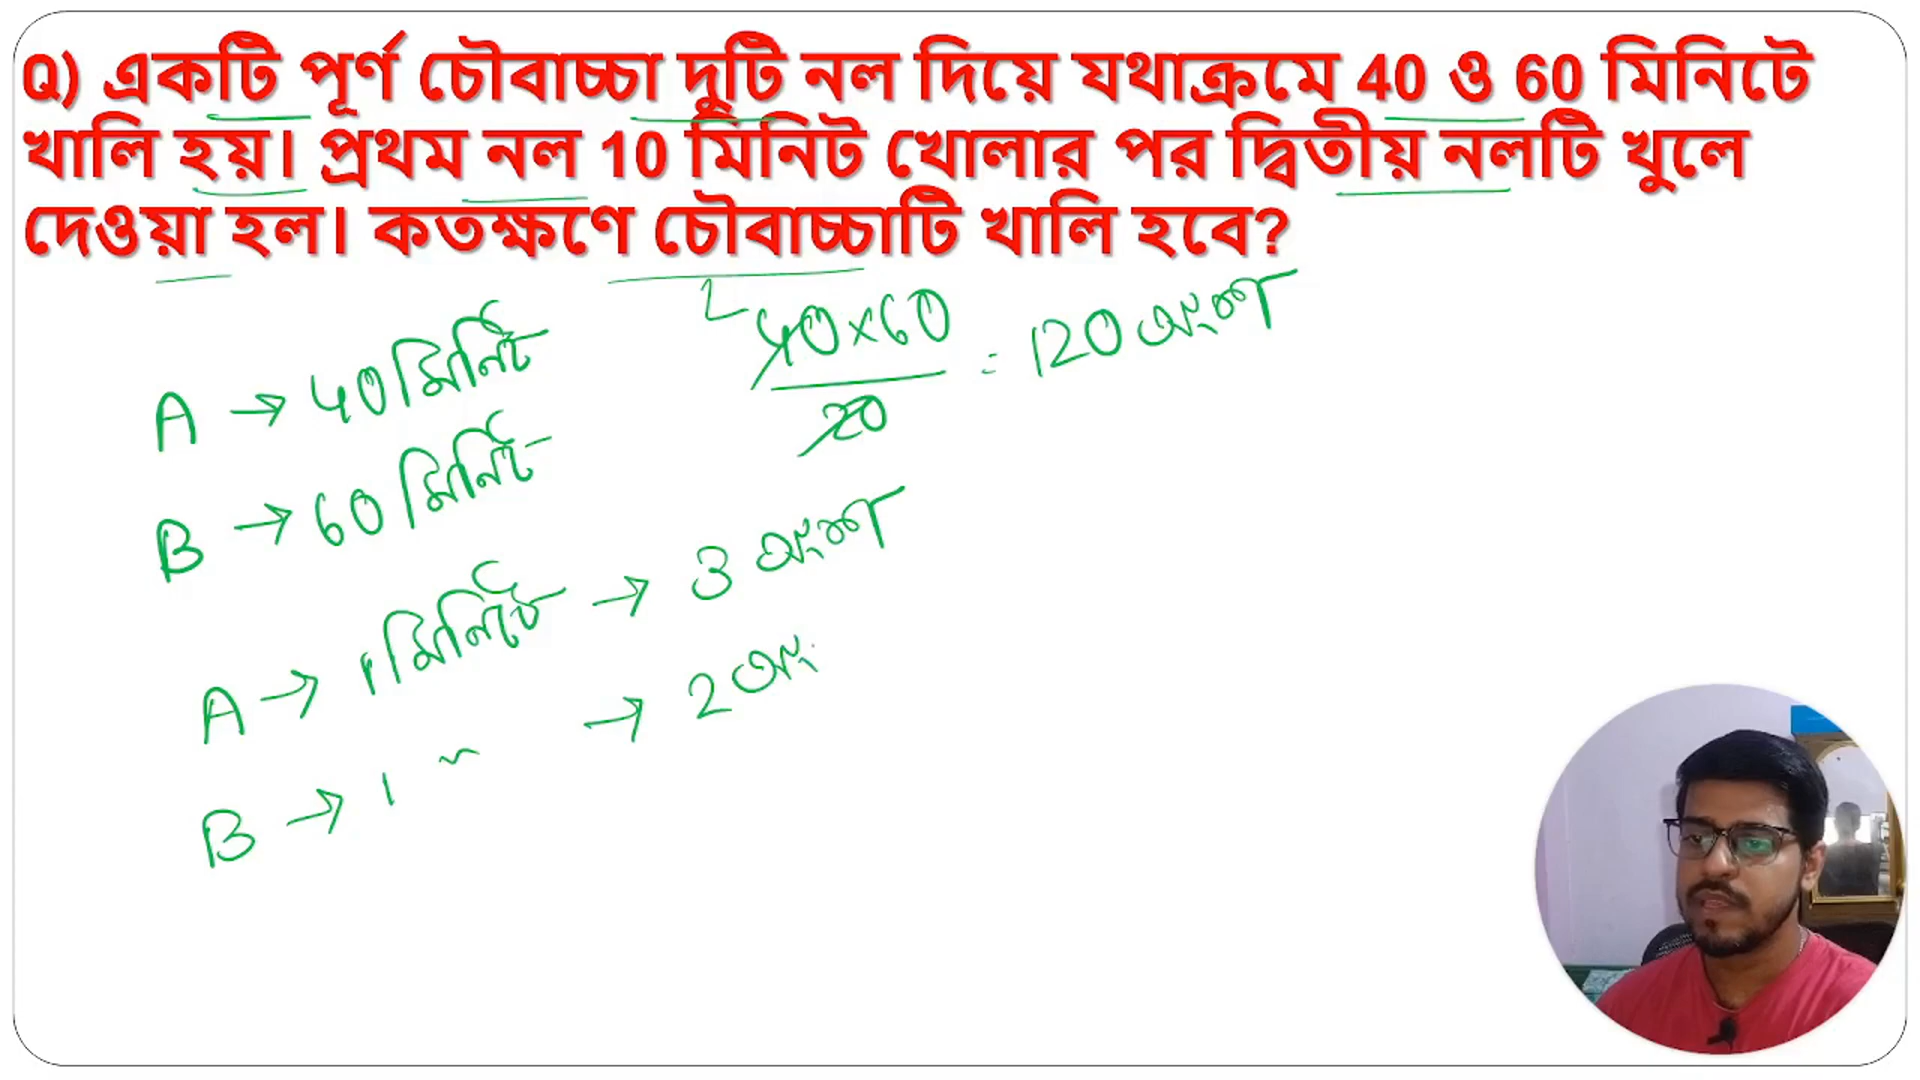 Q) একটি পূর্ণ চৌবাচ্চা দুটি নল দিয়ে যথাক্রমে 40 ও 60 মিনিটে
খালি হয়। প্রথম নল 10 মিনিট খোলার পর দ্বিতীয় নলটি খুলে
দেওয়া হল। কতক্ষণে চৌবাচ্চাটি খালি হবে?
2
40×60
A → 40 মিনিট
20
= 120 অংশ
B → 60 মিনিট
A → 1 মিনিটে → 3 অংশ
B → 1 " → 2 অং